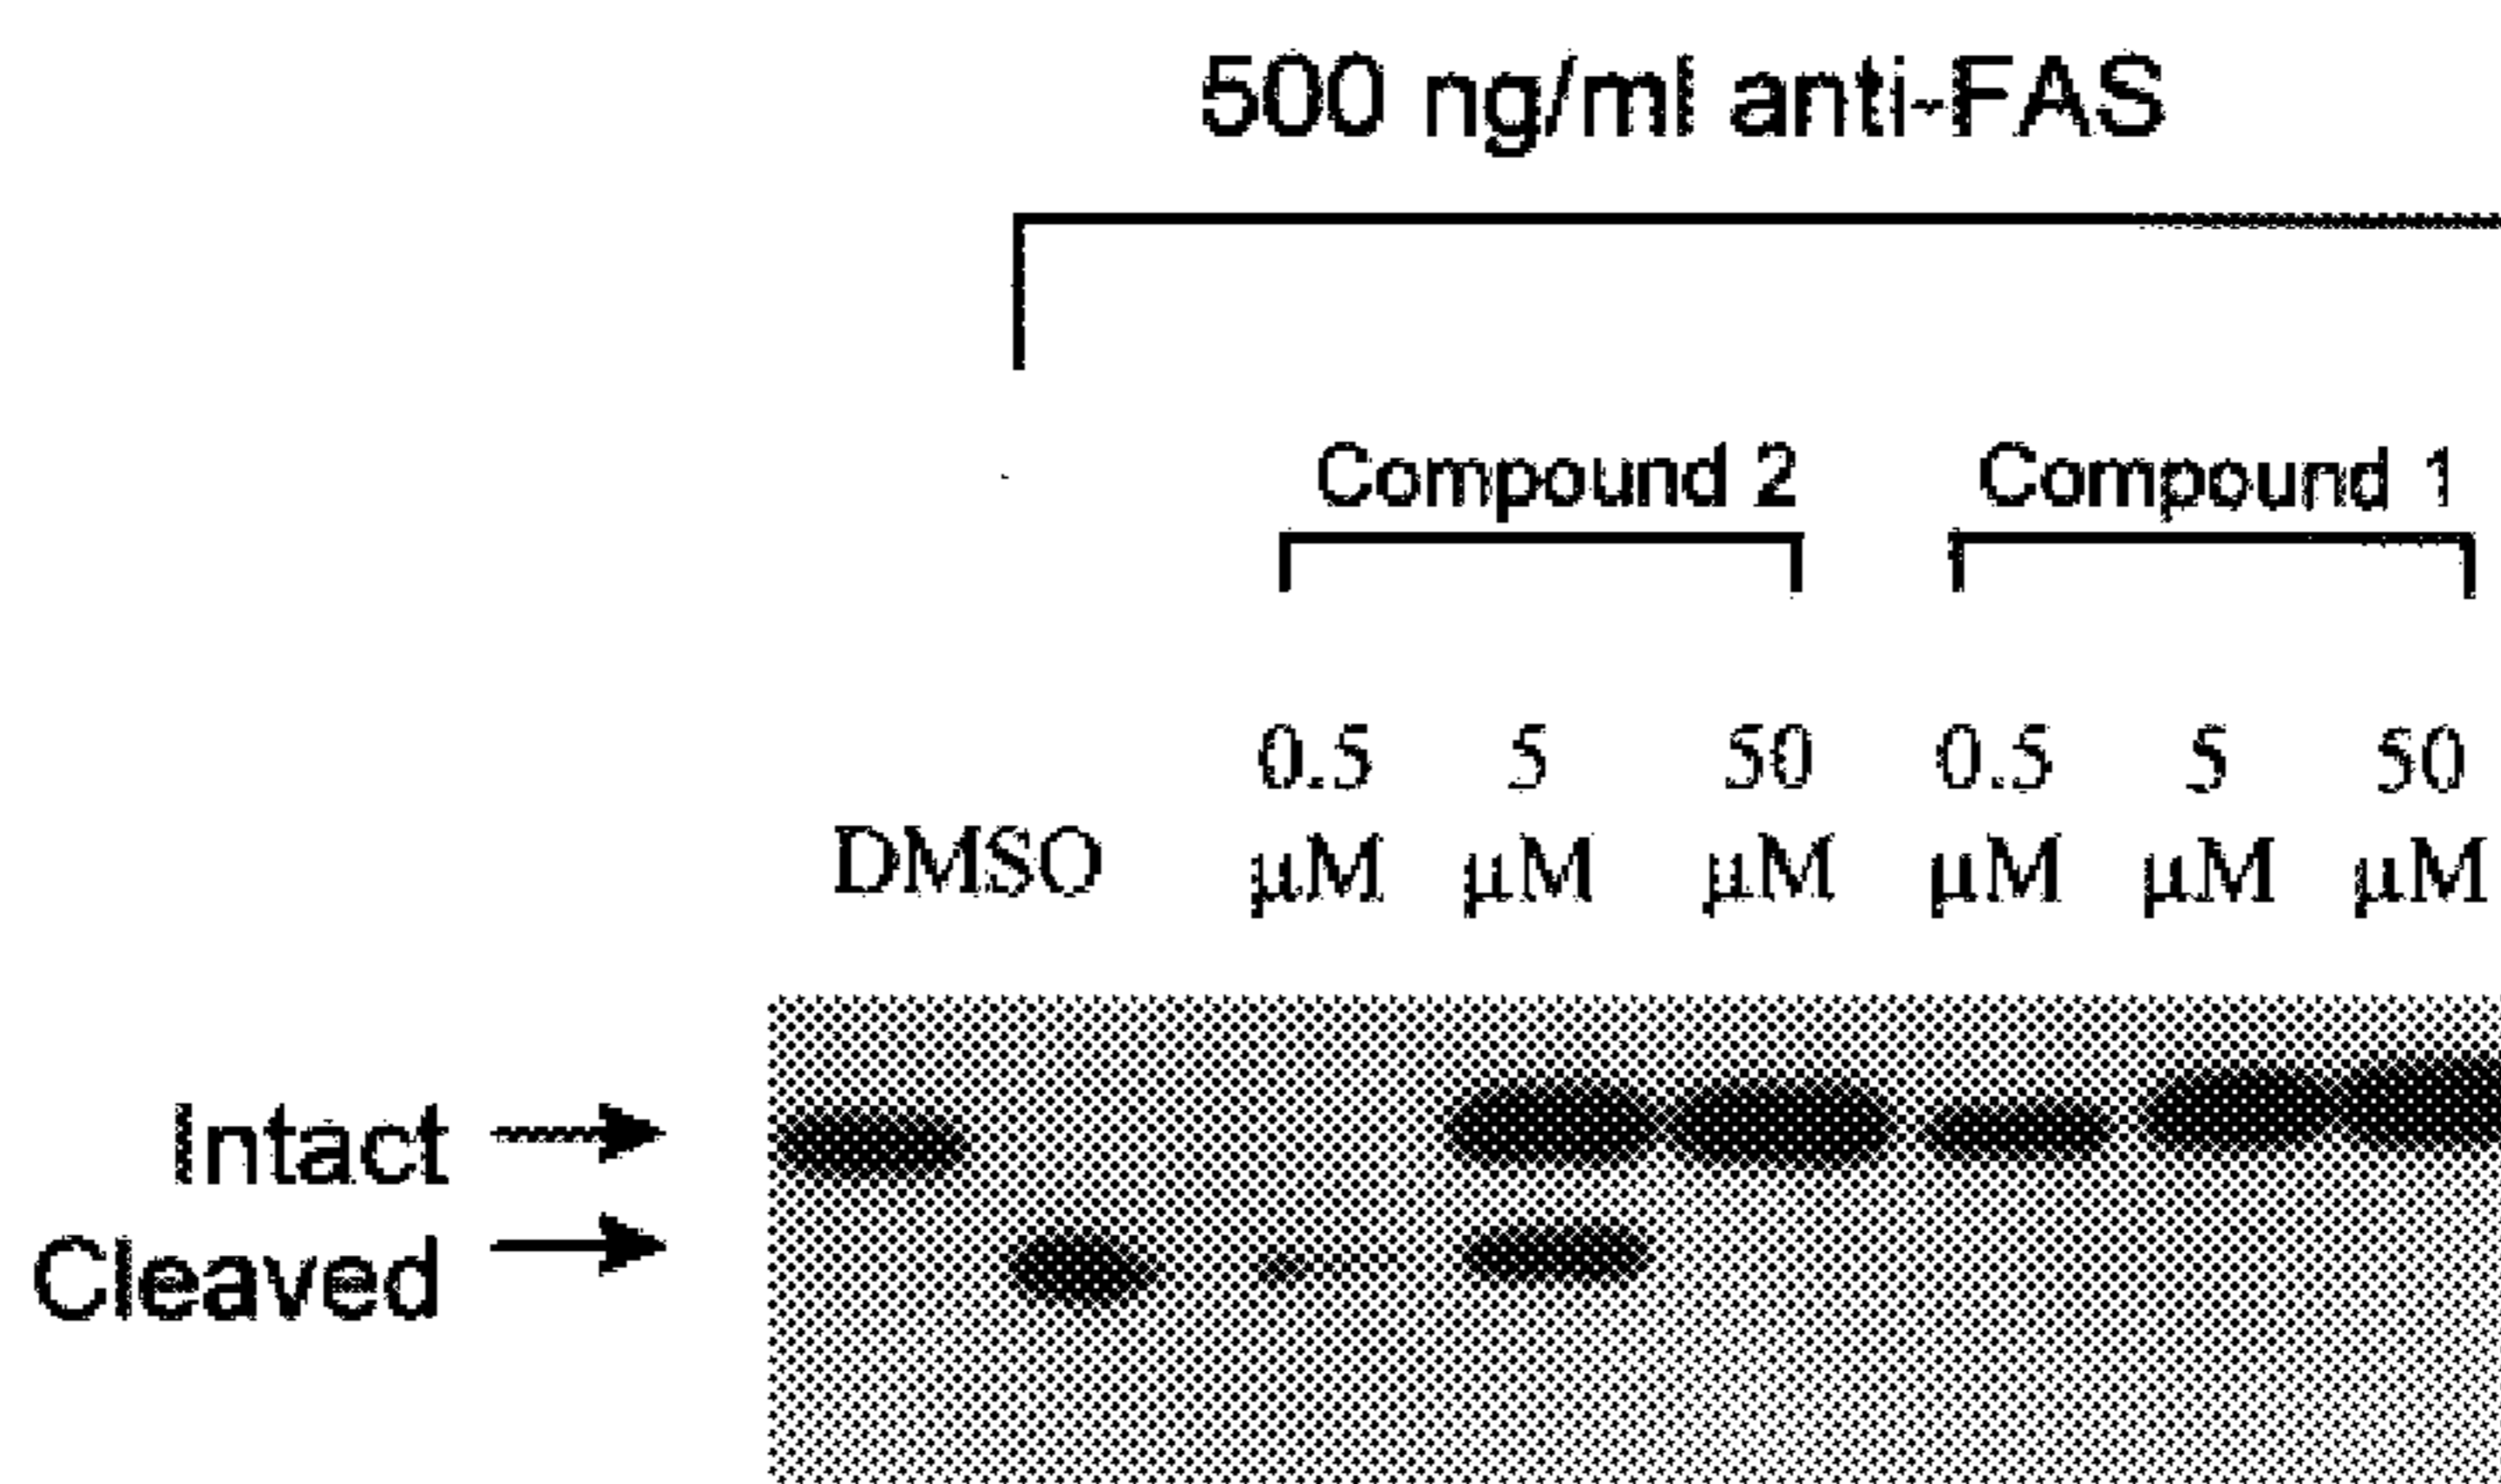 500 ng/ml anti-FAS
Compound 2 Compound 1
0.5 5 50 0.5 5 50
DMSO µM µM µM µM µM µM
Intact
Cleaved